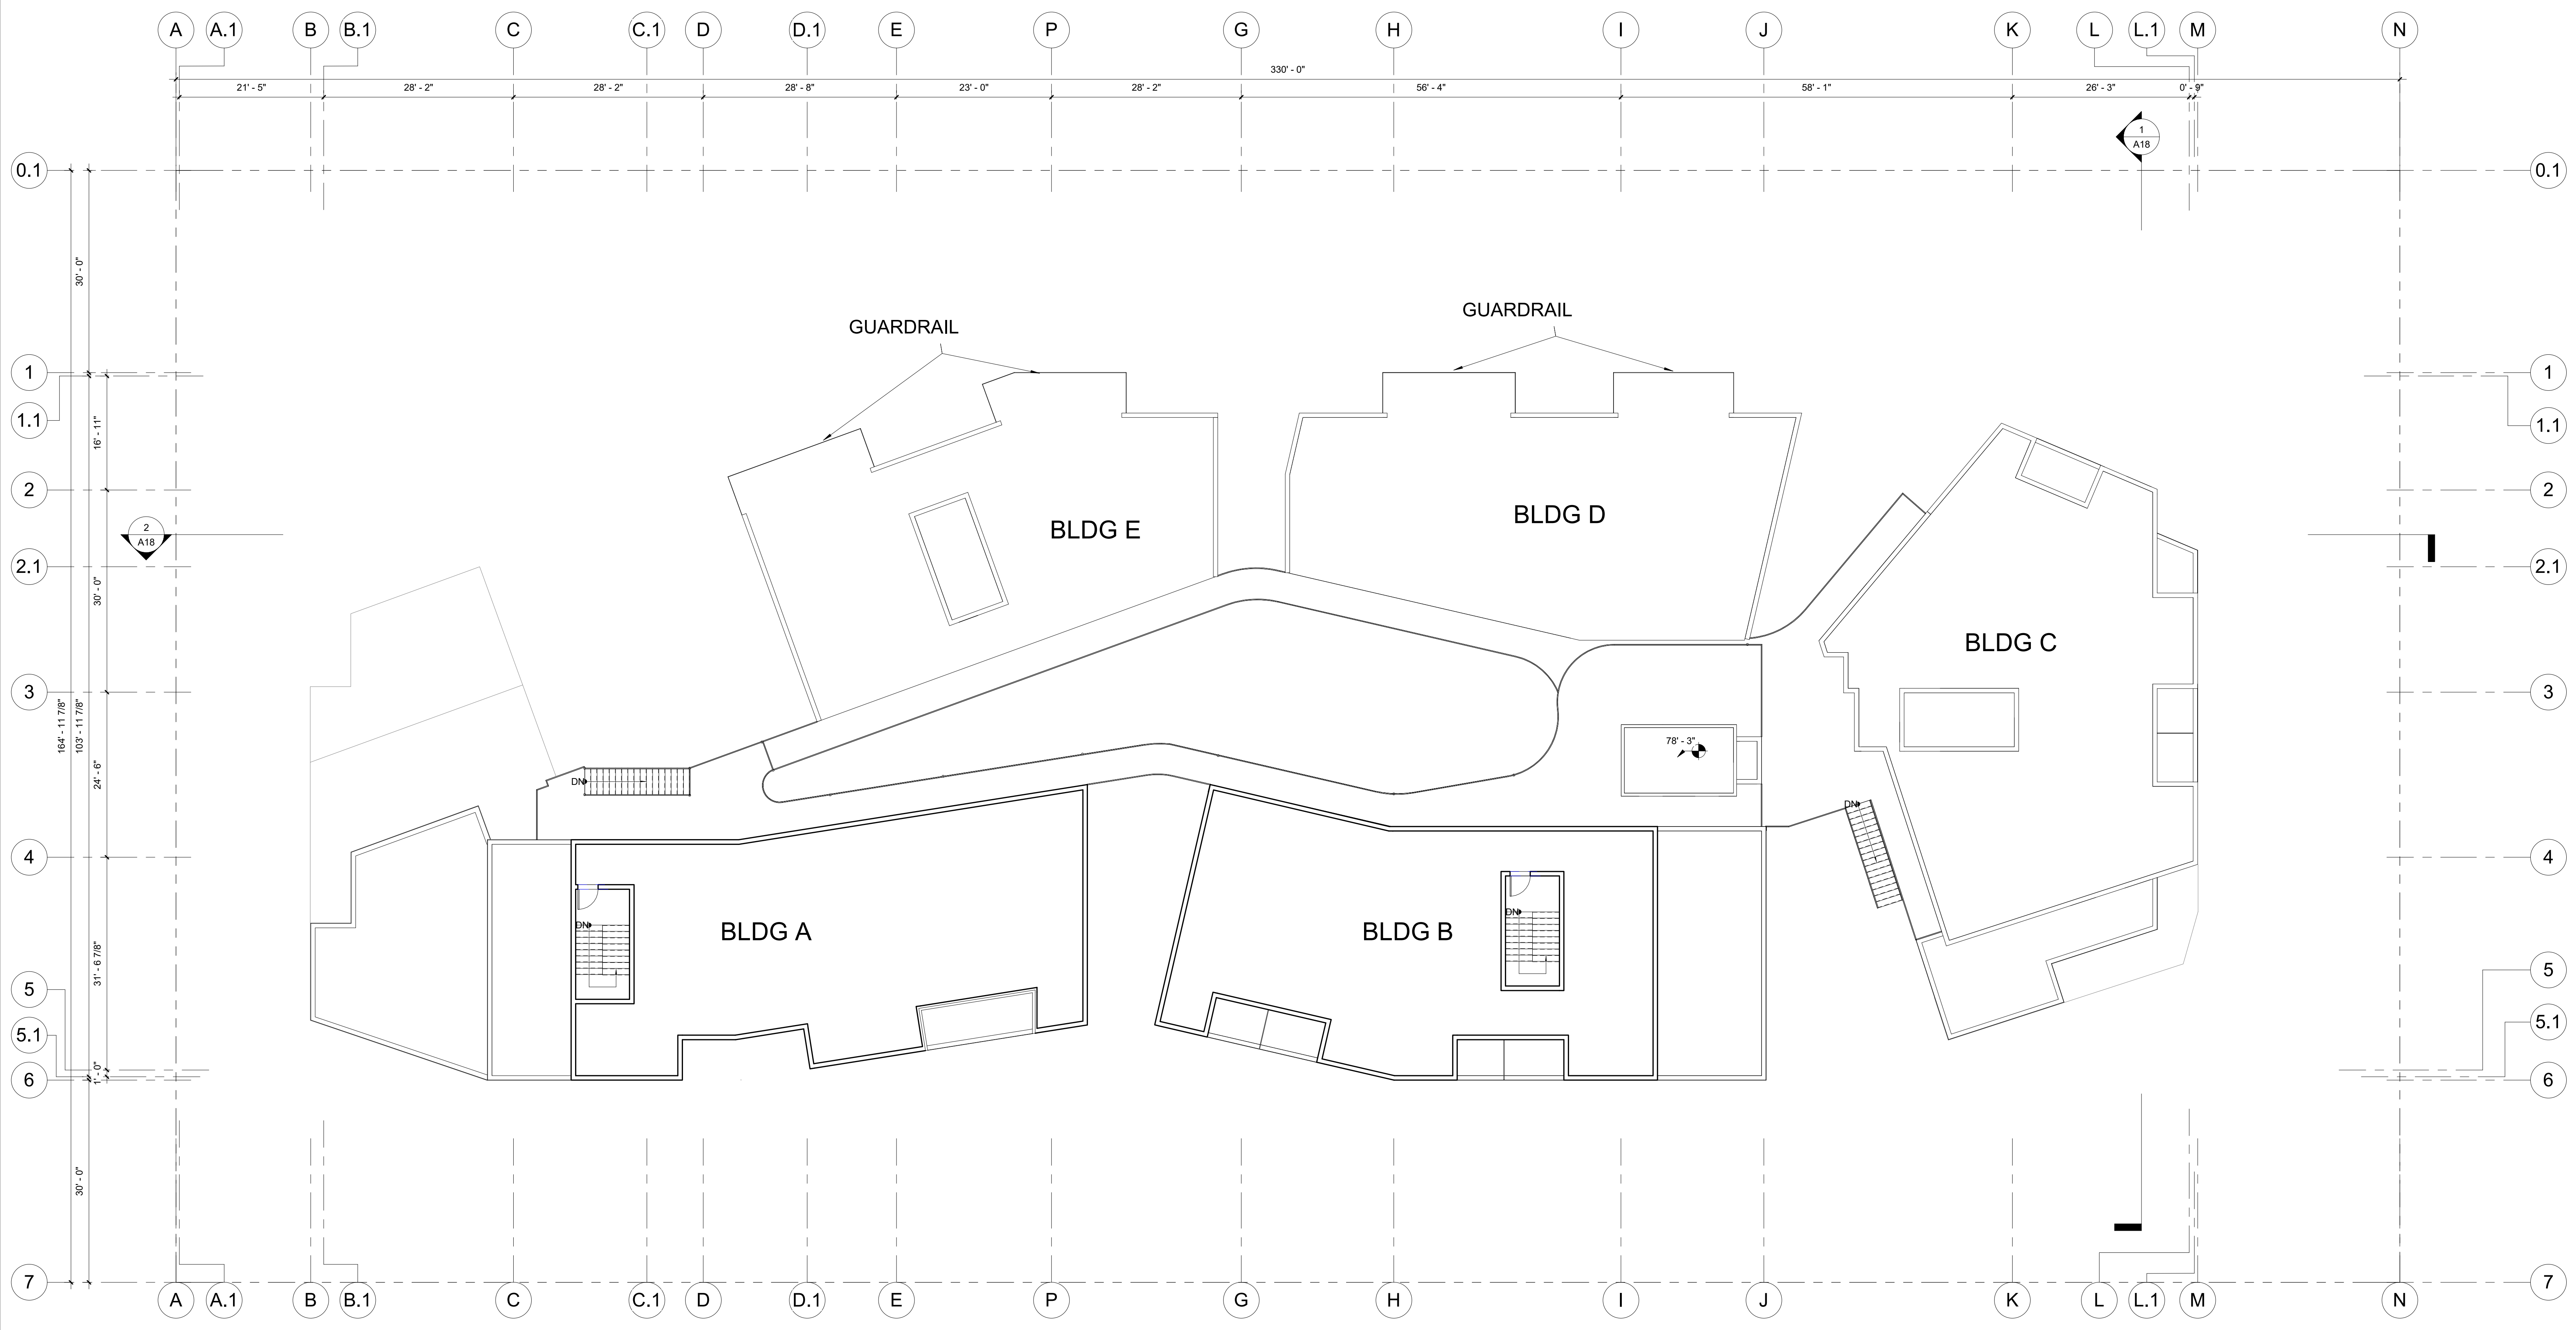 A A.1 B B.1 C C.1 D D.1 E P G H I J K L L.1 M N
330' - 0"
21' - 5" 28' - 2" 28' - 2" 28' - 8" 23' - 0" 28' - 2" 56' - 4" 58' - 1" 26' - 3" 0' - 9"
1
A18
0.1 0.1
30' - 0"
GUARDRAIL GUARDRAIL
1 1
1.1 1.1
16' - 11"
2 2
BLDG E BLDG D
2
A18
2.1 2.1
30' - 0"
BLDG C
3 3
164' - 11 7/8" 103' - 11 7/8"
78' - 3"
24' - 6"
DN
DN
4 4
DN DN
BLDG A BLDG B
31' - 6 7/8"
5 5
5.1 5.1
1' - 0"
6 6
30' - 0"
7 7
A A.1 B B.1 C C.1 D D.1 E P G H I J K L L.1 M N